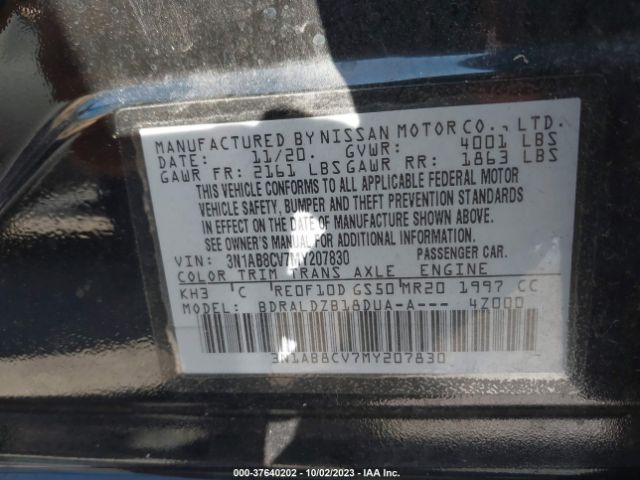 MANUFACTURED BY NISSAN MOTOR CO., LTD.
DATE: 11/20. GVWR: 4001 LBS
GAWR FR: 2161 LBS GAWR RR: 1863 LBS
THIS VEHICLE CONFORMS TO ALL APPLICABLE FEDERAL MOTOR
VEHICLE SAFETY, BUMPER AND THEFT PREVENTION STANDARDS
IN EFFECT ON THE DATE OF MANUFACTURE SHOWN ABOVE.
SEE OWNER'S MANUAL FOR ADDITIONAL INFORMATION.
VIN: 3N1AB8CV7MY207830 PASSENGER CAR.
COLOR TRIM TRANS AXLE ENGINE
KH3 C RE0F10D GS50 MR20 1997 CC
MODEL: BDRALDZB18DUA-A--- 4Z000
3N1AB8CV7MY207830
000-37640202 - 10/02/2023 - IAA Inc.